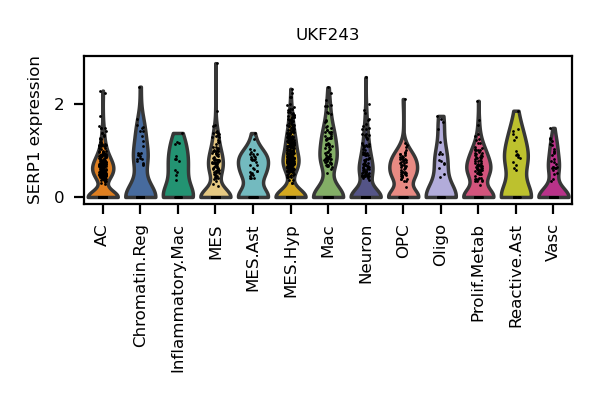 UKF243
SERP1 expression
2
0
AC
Chromatin.Reg
Inflammatory.Mac
MES
MES.Ast
MES.Hyp
Mac
Neuron
OPC
Oligo
Prolif.Metab
Reactive.Ast
Vasc